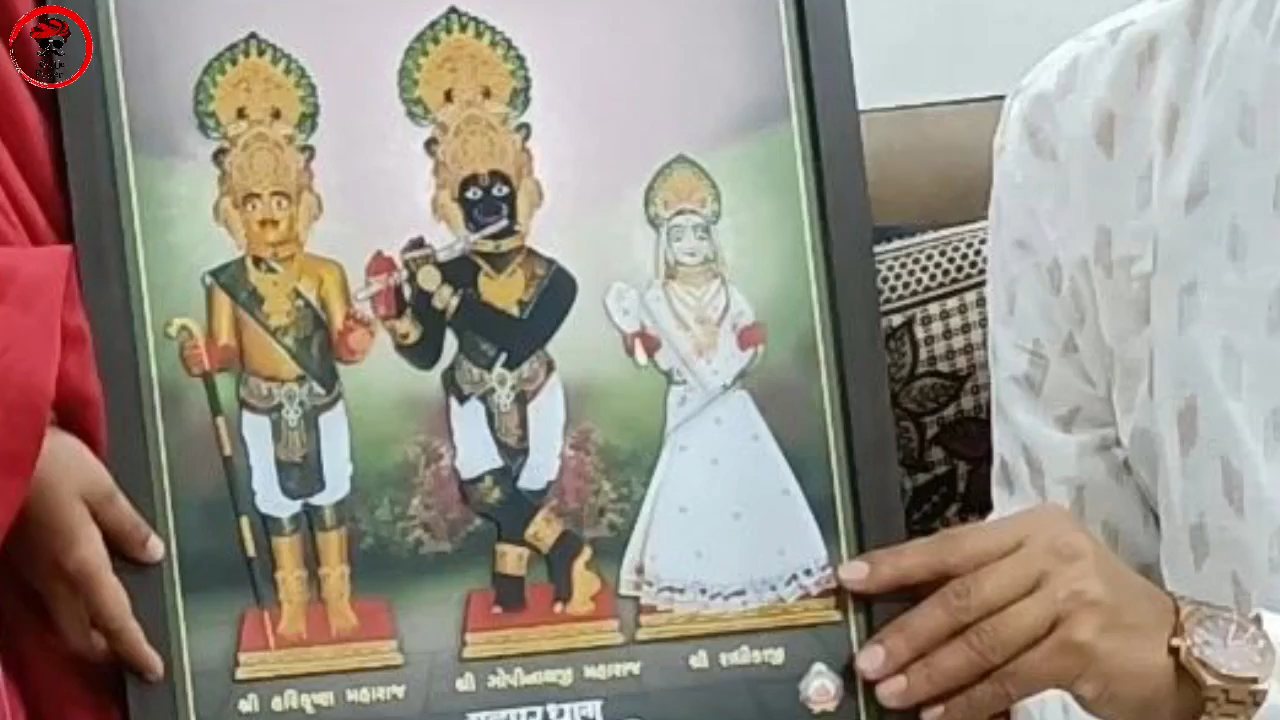 શ્રી હરિકૃષ્ણ મહારાજ
શ્રી ગોપીનાથજી મહારાજ
શ્રી રાધીકાજી